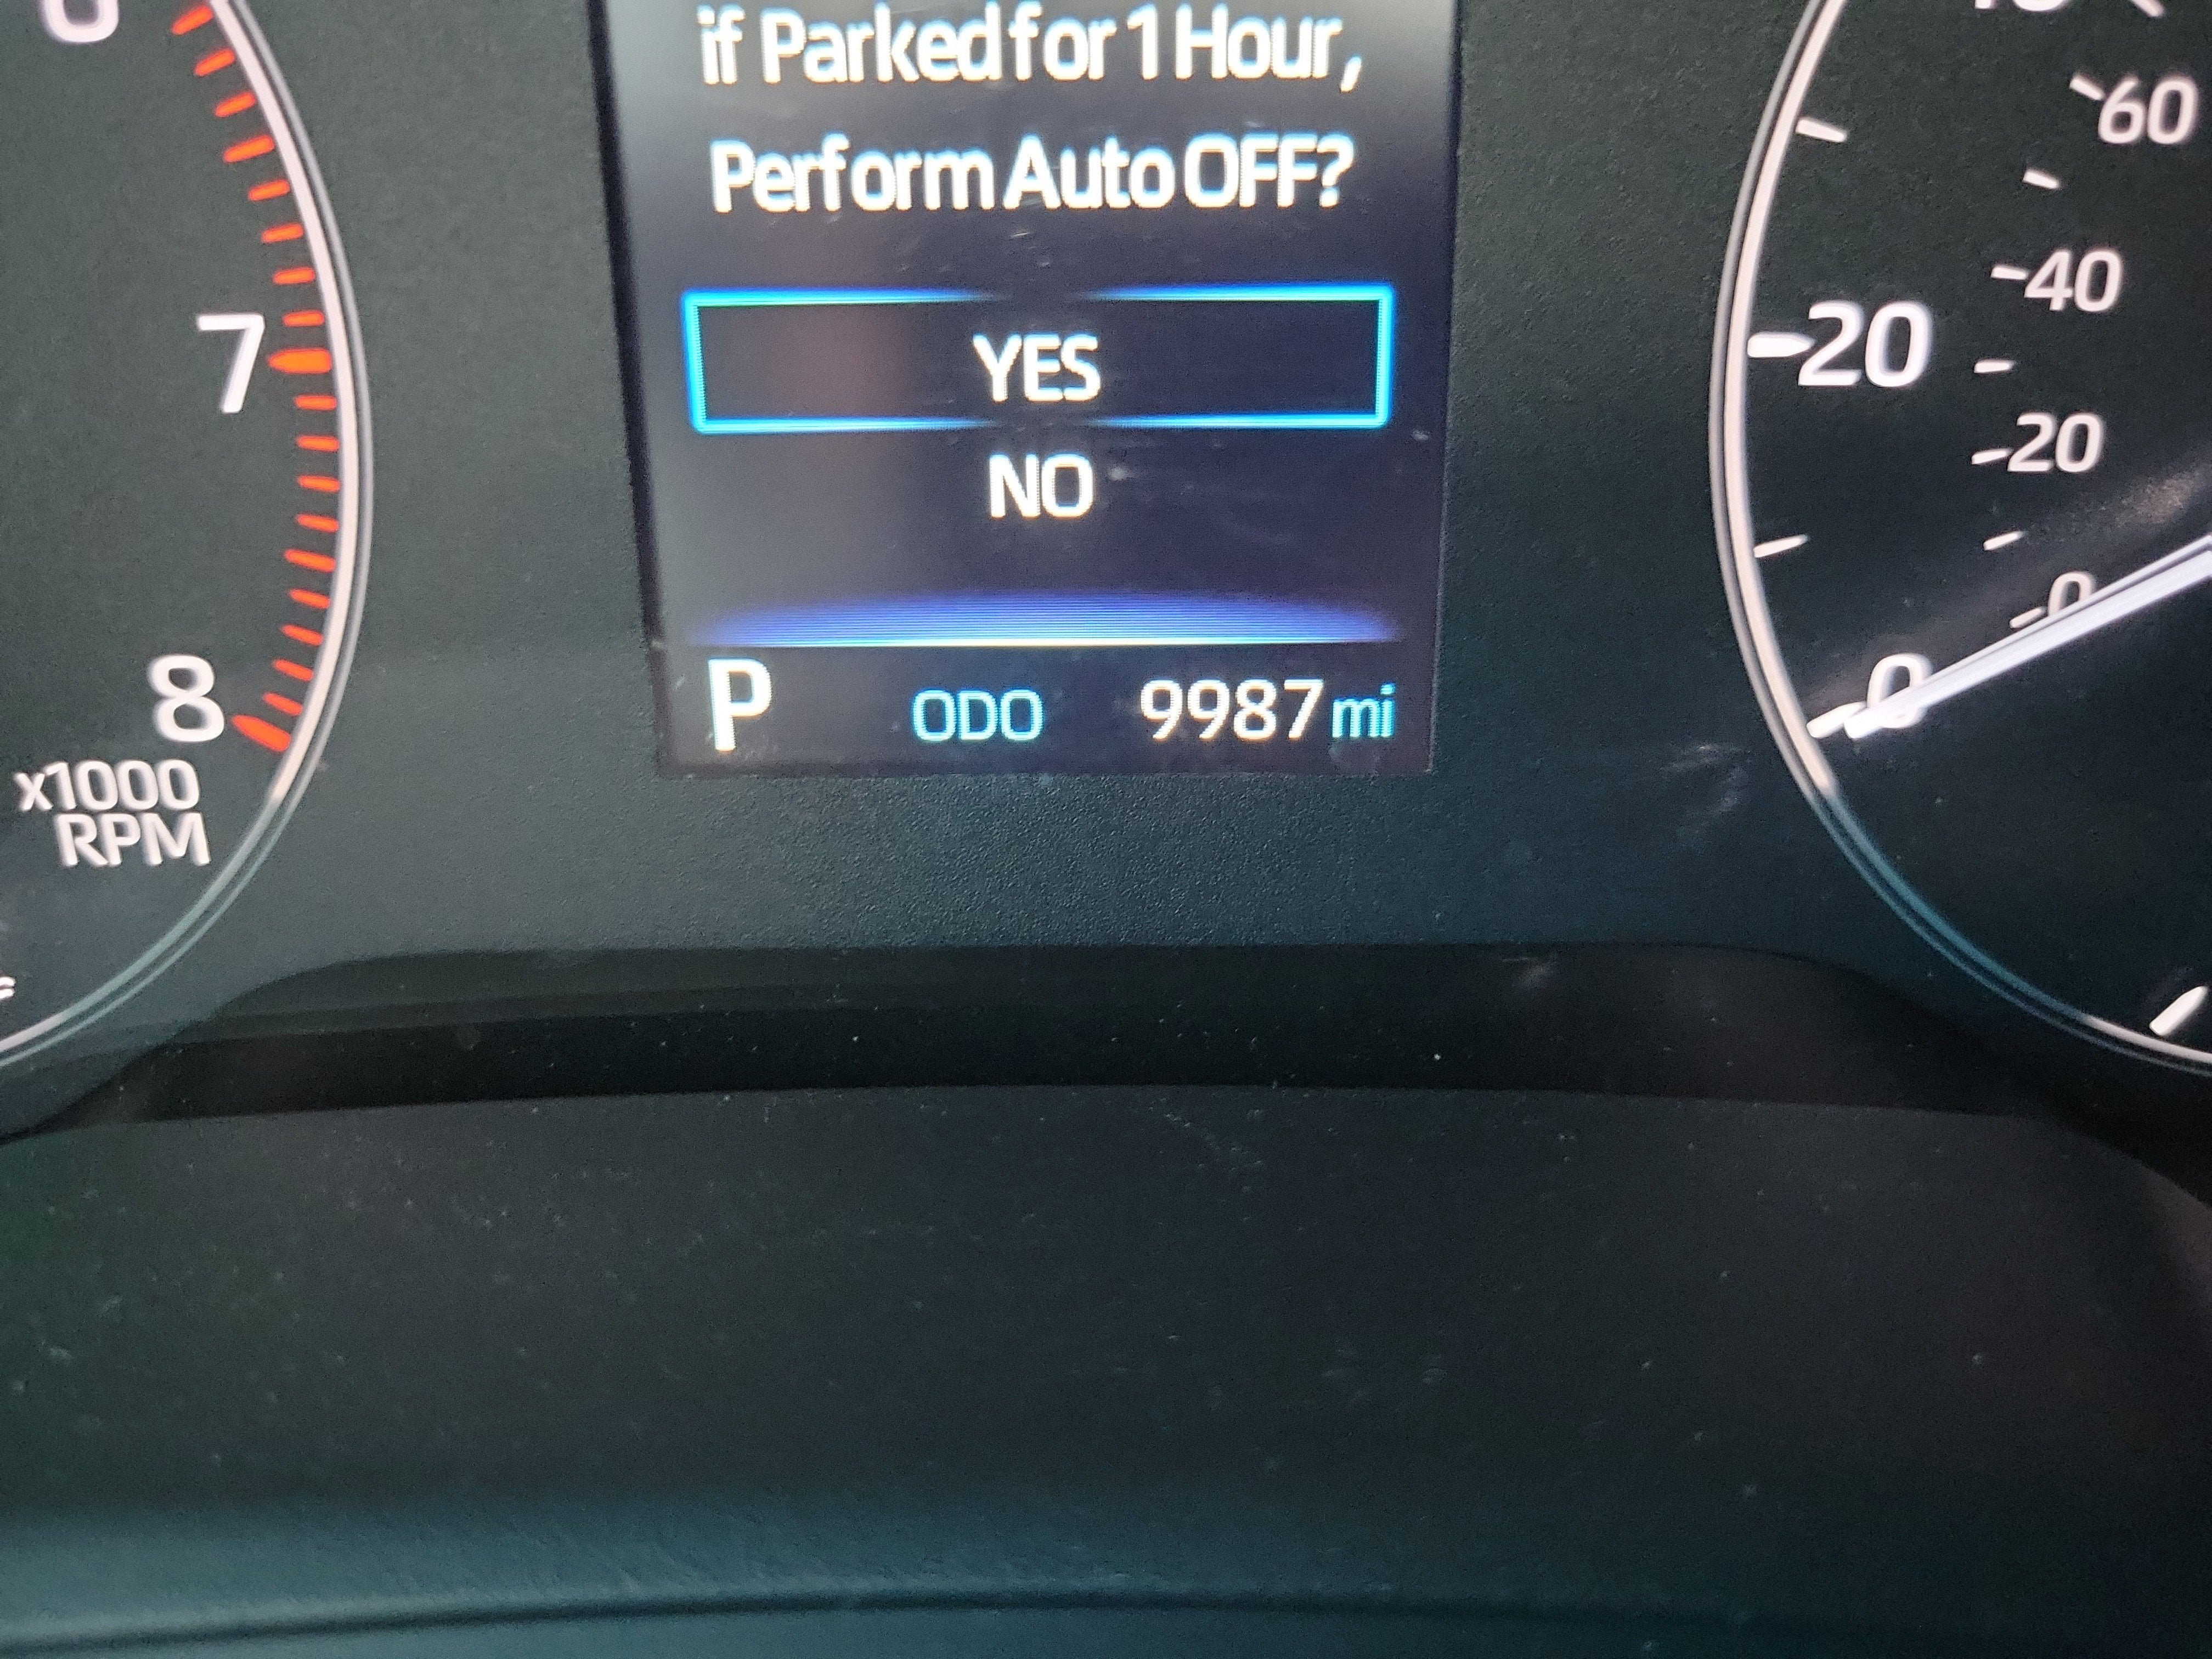 if Parked for 1 Hour,
Perform Auto OFF?
YES
NO
P ODO 9987 mi
7
8
x1000
RPM
60
40
20
20
0
0